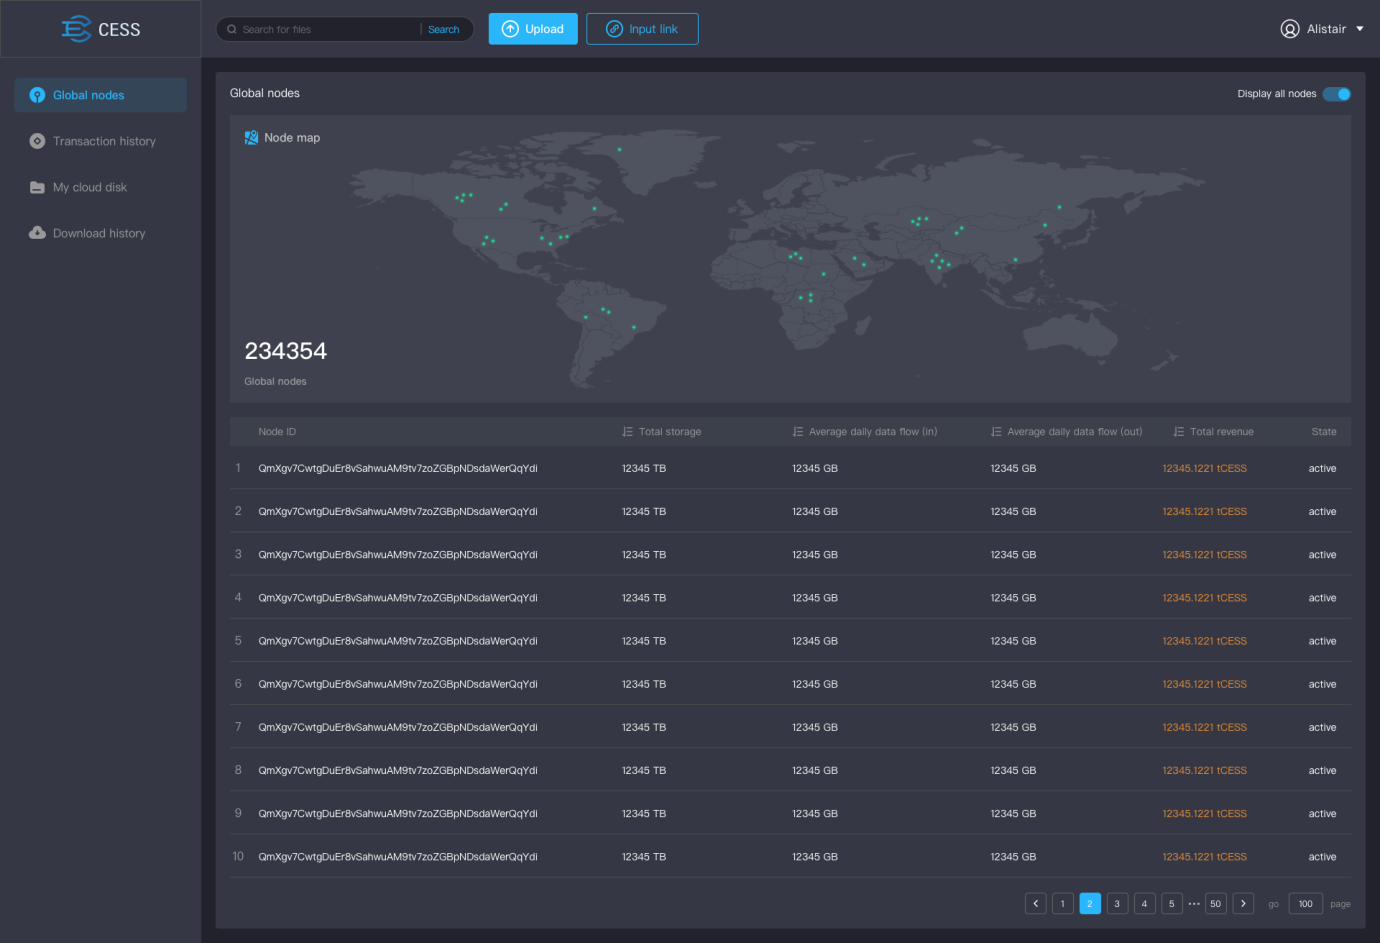 CESS
Search for files
Search
Upload
Input link
Alistair
Global nodes
Transaction history
My cloud disk
Download history
Global nodes
Display all nodes
Node map
234354
Global nodes
Node ID Total storage Average daily data flow (in) Average daily data flow (out) Total revenue State
1 QmXgv7CwtgDuEr8vSahwuAM9tv7zoZGBpNDsdaWerQqYdi 12345 TB 12345 GB 12345 GB 12345.1221 tCESS active
2 QmXgv7CwtgDuEr8vSahwuAM9tv7zoZGBpNDsdaWerQqYdi 12345 TB 12345 GB 12345 GB 12345.1221 tCESS active
3 QmXgv7CwtgDuEr8vSahwuAM9tv7zoZGBpNDsdaWerQqYdi 12345 TB 12345 GB 12345 GB 12345.1221 tCESS active
4 QmXgv7CwtgDuEr8vSahwuAM9tv7zoZGBpNDsdaWerQqYdi 12345 TB 12345 GB 12345 GB 12345.1221 tCESS active
5 QmXgv7CwtgDuEr8vSahwuAM9tv7zoZGBpNDsdaWerQqYdi 12345 TB 12345 GB 12345 GB 12345.1221 tCESS active
6 QmXgv7CwtgDuEr8vSahwuAM9tv7zoZGBpNDsdaWerQqYdi 12345 TB 12345 GB 12345 GB 12345.1221 tCESS active
7 QmXgv7CwtgDuEr8vSahwuAM9tv7zoZGBpNDsdaWerQqYdi 12345 TB 12345 GB 12345 GB 12345.1221 tCESS active
8 QmXgv7CwtgDuEr8vSahwuAM9tv7zoZGBpNDsdaWerQqYdi 12345 TB 12345 GB 12345 GB 12345.1221 tCESS active
9 QmXgv7CwtgDuEr8vSahwuAM9tv7zoZGBpNDsdaWerQqYdi 12345 TB 12345 GB 12345 GB 12345.1221 tCESS active
10 QmXgv7CwtgDuEr8vSahwuAM9tv7zoZGBpNDsdaWerQqYdi 12345 TB 12345 GB 12345 GB 12345.1221 tCESS active
< 1 2 3 4 5 ••• 50 > go 100 page